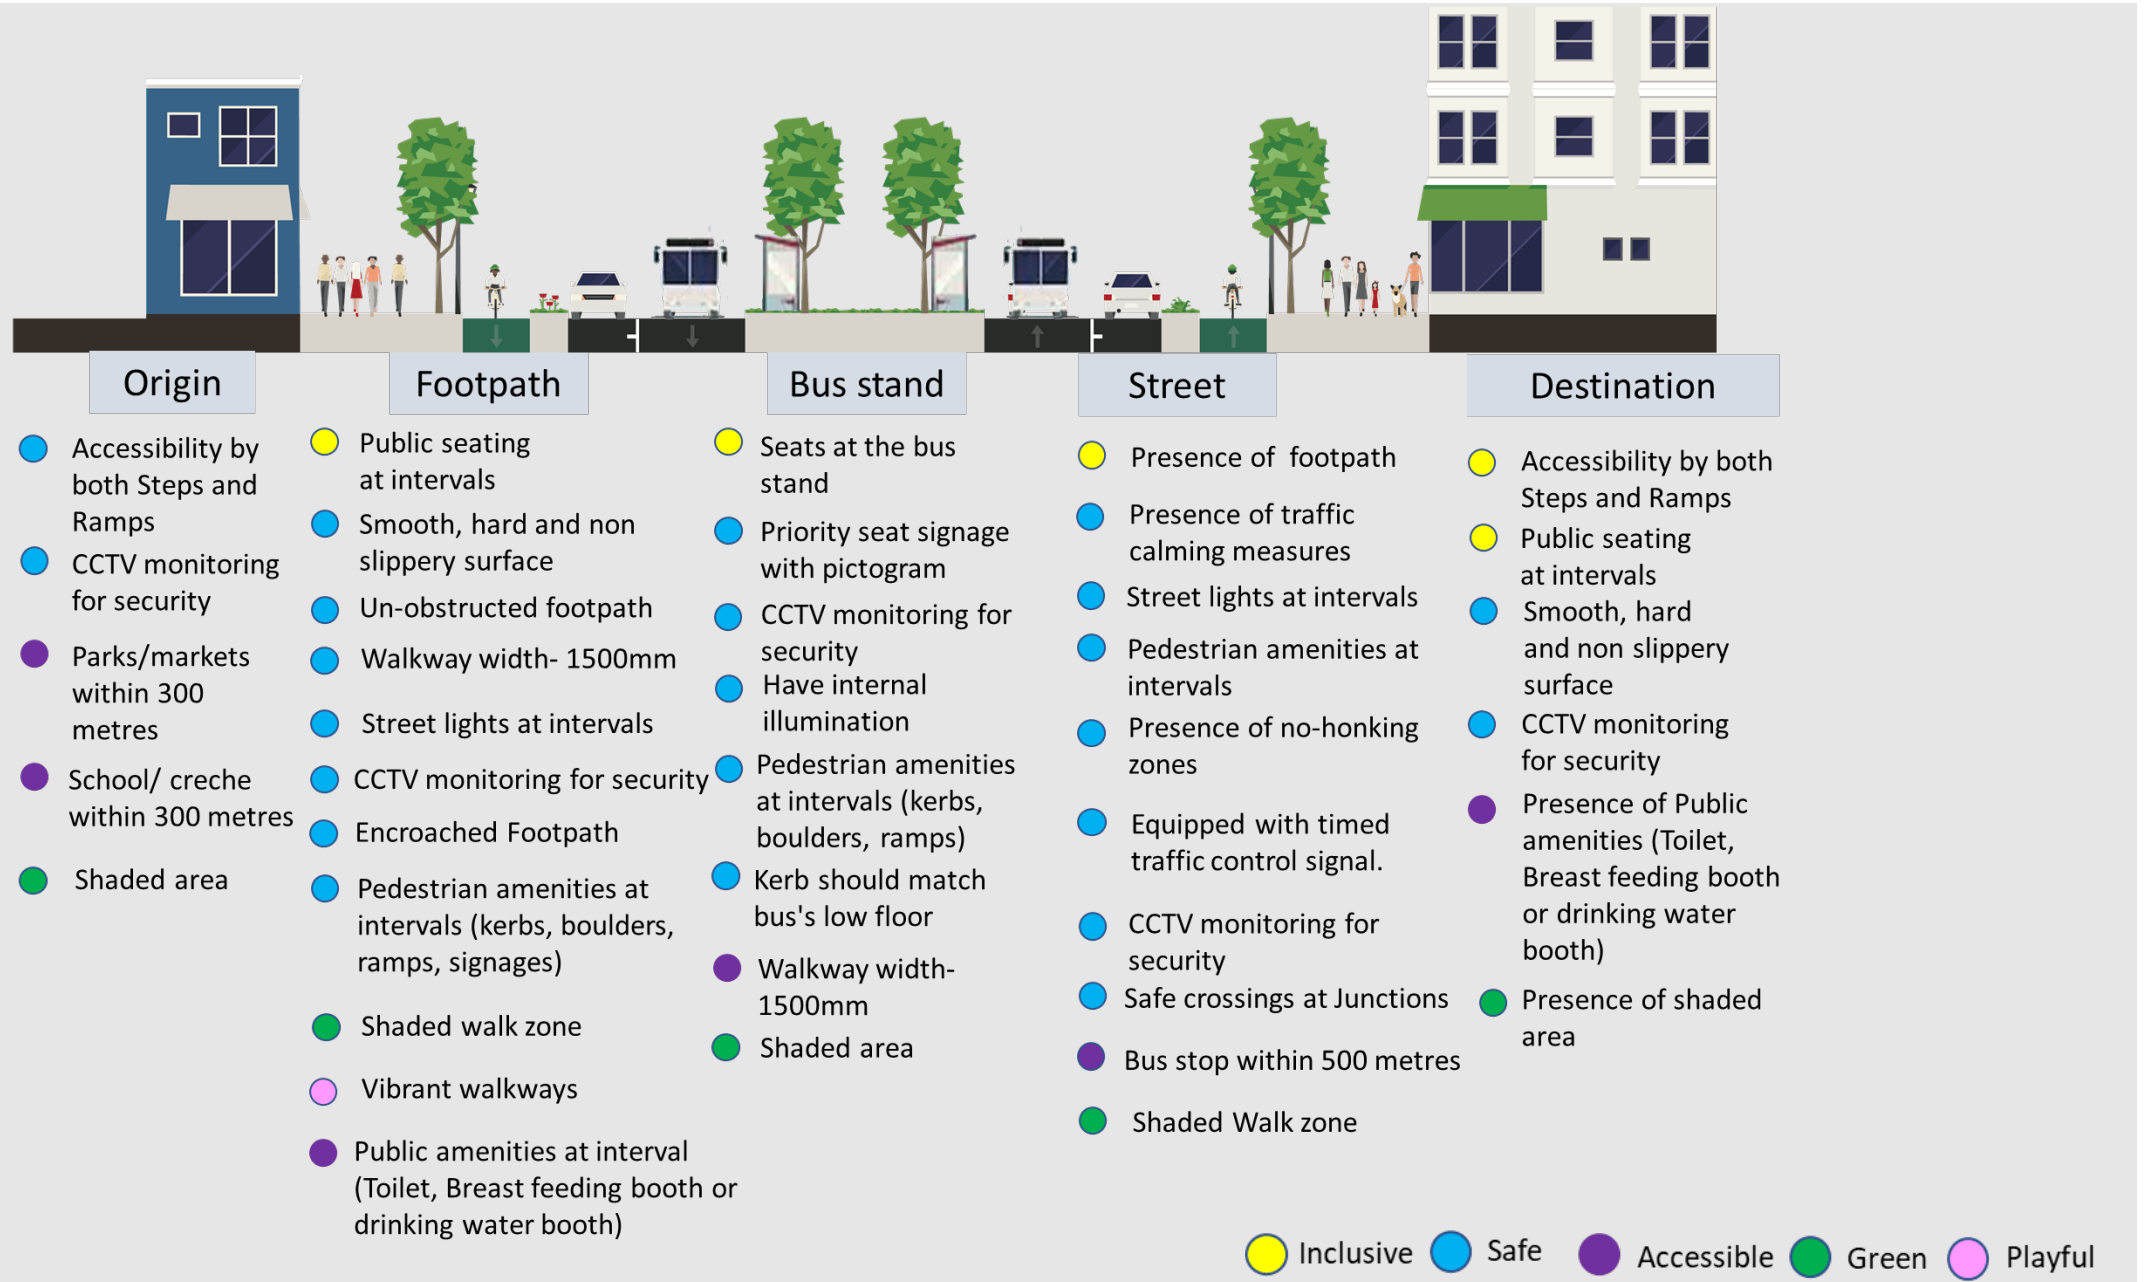 Origin
Accessibility by
both Steps and
Ramps
CCTV monitoring
for security
Parks/markets
within 300
metres
School/ creche
within 300 metres
Shaded area
Footpath
Public seating
at intervals
Smooth, hard and non
slippery surface
Un-obstructed footpath
Walkway width- 1500mm
Street lights at intervals
CCTV monitoring for security
Encroached Footpath
Pedestrian amenities at
intervals (kerbs, boulders,
ramps, signages)
Shaded walk zone
Vibrant walkways
Public amenities at interval
(Toilet, Breast feeding booth or
drinking water booth)
Bus stand
Seats at the bus
stand
Priority seat signage
with pictogram
CCTV monitoring for
security
Have internal
illumination
Pedestrian amenities
at intervals (kerbs,
boulders, ramps)
Kerb should match
bus's low floor
Walkway width-
1500mm
Shaded area
Street
Presence of footpath
Presence of traffic
calming measures
Street lights at intervals
Pedestrian amenities at
intervals
Presence of no-honking
zones
Equipped with timed
traffic control signal.
CCTV monitoring for
security
Safe crossings at Junctions
Bus stop within 500 metres
Shaded Walk zone
Destination
Accessibility by both
Steps and Ramps
Public seating
at intervals
Smooth, hard
and non slippery
surface
CCTV monitoring
for security
Presence of Public
amenities (Toilet,
Breast feeding booth
or drinking water
booth)
Presence of shaded
area
Inclusive Safe Accessible Green Playful